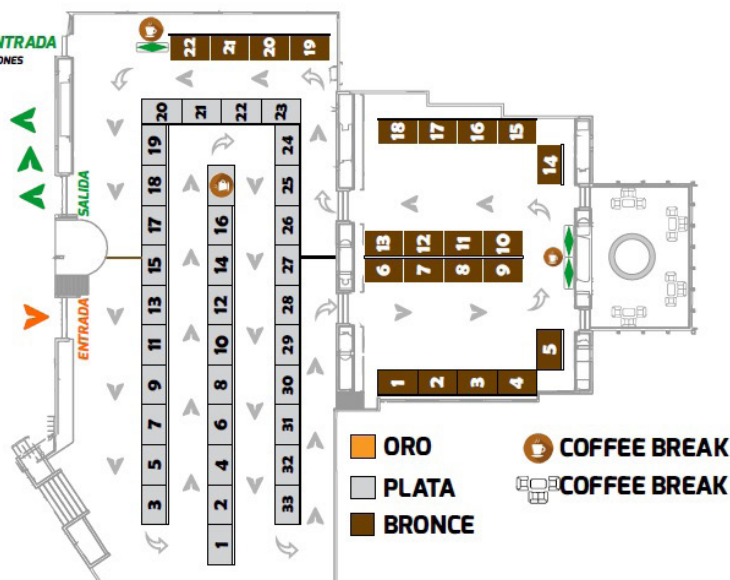 NTRADA
ONES
22 21 20 19
20 21 22 23
19
18
17
15
13
11
9
7
5
3
16
14
12
10
8
6
4
2
1
24
25
26
27
28
29
30
31
32
33
SALIDA
ENTRADA
18 17 16 15
14
13 12 11 10
6 7 8 9
5
1 2 3 4
ORO
PLATA
BRONCE
COFFEE BREAK
COFFEE BREAK